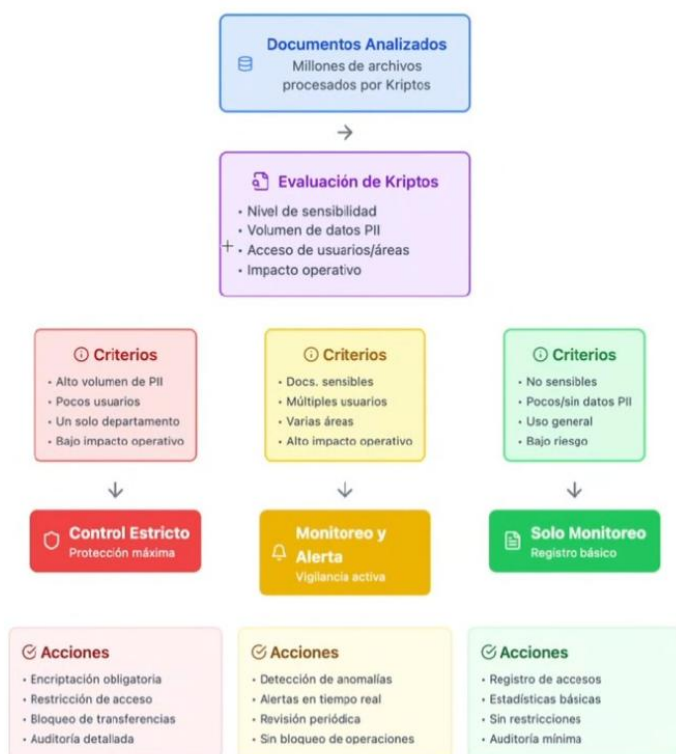 Documentos Analizados
Millones de archivos
procesados por Kriptos
Evaluación de Kriptos
• Nivel de sensibilidad
• Volumen de datos PII
• Acceso de usuarios/áreas
• Impacto operativo
Criterios
• Alto volumen de PII
• Pocos usuarios
• Un solo departamento
• Bajo impacto operativo
Criterios
• Docs. sensibles
• Múltiples usuarios
• Varias áreas
• Alto impacto operativo
Criterios
• No sensibles
• Pocos/sin datos PII
• Uso general
• Bajo riesgo
Control Estricto
Protección máxima
Monitoreo y
Alerta
Vigilancia activa
Solo Monitoreo
Registro básico
Acciones
• Encriptación obligatoria
• Restricción de acceso
• Bloqueo de transferencias
• Auditoría detallada
Acciones
• Detección de anomalías
• Alertas en tiempo real
• Revisión periódica
• Sin bloqueo de operaciones
Acciones
• Registro de accesos
• Estadísticas básicas
• Sin restricciones
• Auditoría mínima